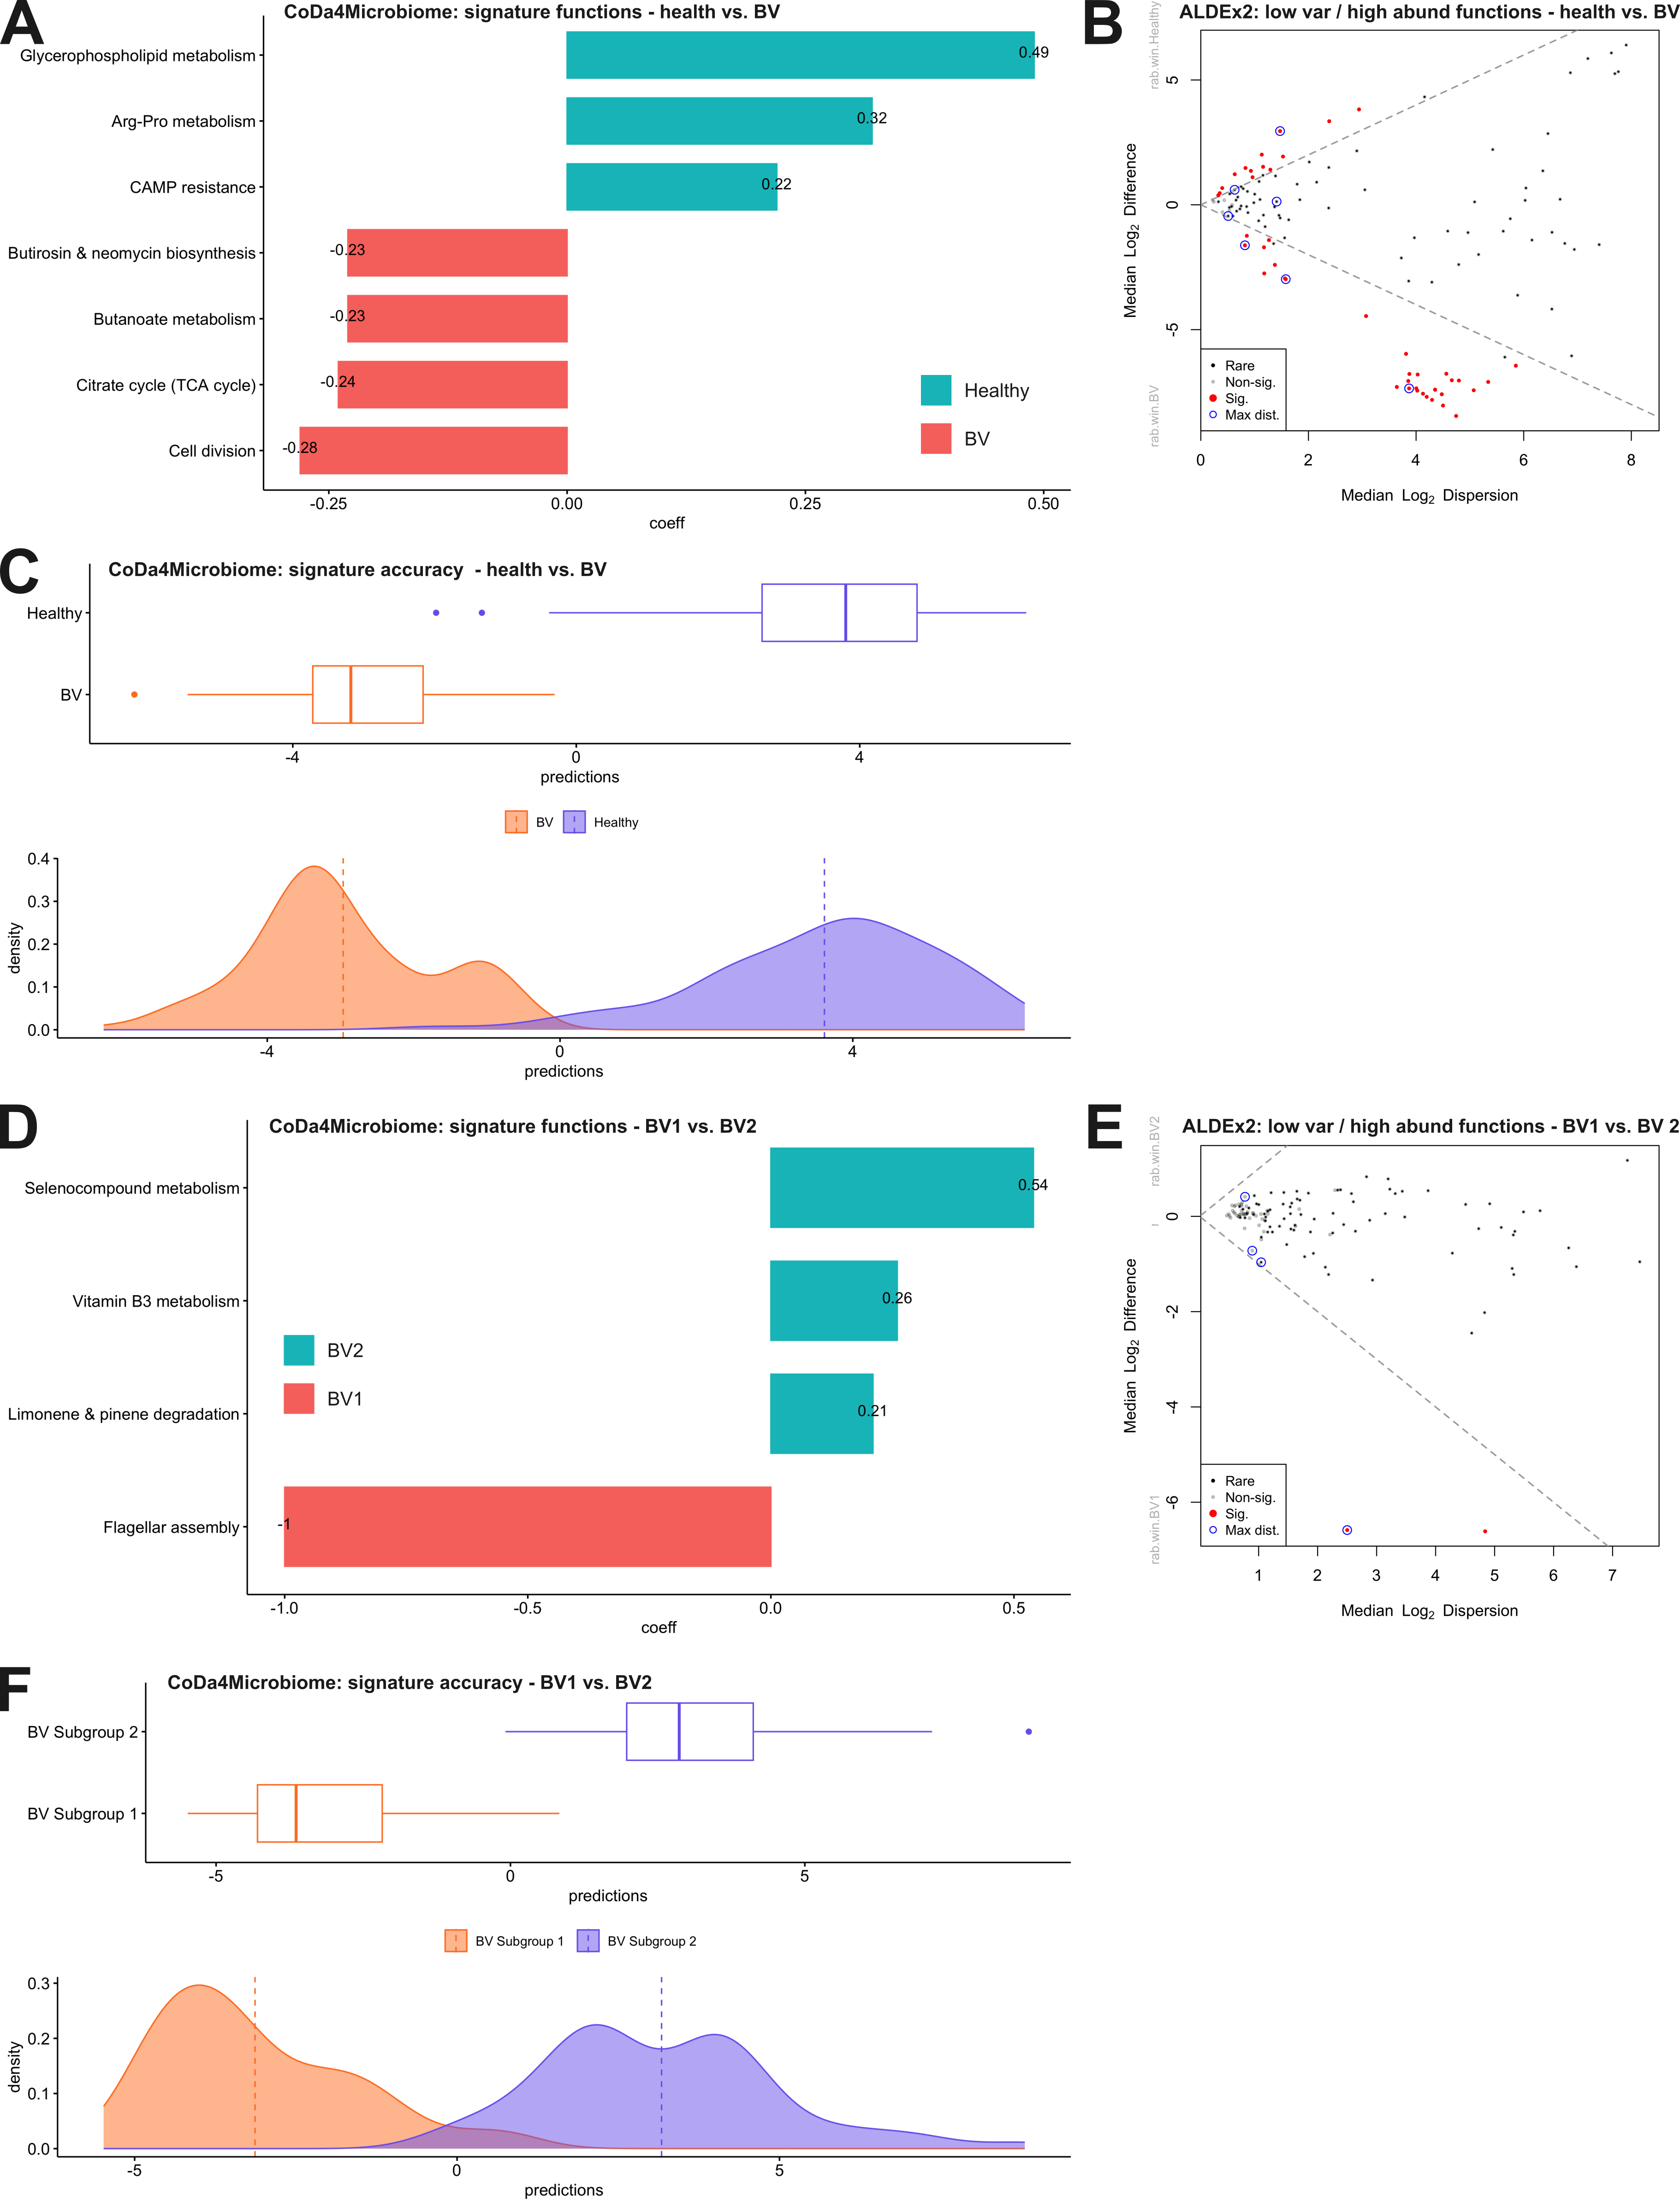 A
CoDa4Microbiome: signature functions - health vs. BV
Glycerophospholipid metabolism
0.49
Arg-Pro metabolism
0.32
CAMP resistance
0.22
Butirosin & neomycin biosynthesis
-0.23
Butanoate metabolism
-0.23
Citrate cycle (TCA cycle)
-0.24
Cell division
-0.28
Healthy
BV
-0.25 0.00 0.25 0.50
coeff
B
ALDEx2: low var / high abund functions - health vs. BV
rab.win.Healthy
rab.win.BV
Median Log2 Difference
5
0
-5
Rare
Non-sig.
Sig.
Max dist.
0 2 4 6 8
Median Log2 Dispersion
C
CoDa4Microbiome: signature accuracy - health vs. BV
Healthy
BV
-4 0 4
predictions
BV Healthy
density
0.4
0.3
0.2
0.1
0.0
-4 0 4
predictions
D
CoDa4Microbiome: signature functions - BV1 vs. BV2
Selenocompound metabolism
0.54
Vitamin B3 metabolism
0.26
BV2
BV1
Limonene & pinene degradation
0.21
Flagellar assembly
-1
-1.0 -0.5 0.0 0.5
coeff
E
ALDEx2: low var / high abund functions - BV1 vs. BV 2
rab.win.BV2
rab.win.BV1
Median Log2 Difference
0
-2
-4
-6
Rare
Non-sig.
Sig.
Max dist.
1 2 3 4 5 6 7
Median Log2 Dispersion
F
CoDa4Microbiome: signature accuracy - BV1 vs. BV2
BV Subgroup 2
BV Subgroup 1
-5 0 5
predictions
BV Subgroup 1 BV Subgroup 2
density
0.3
0.2
0.1
0.0
-5 0 5
predictions